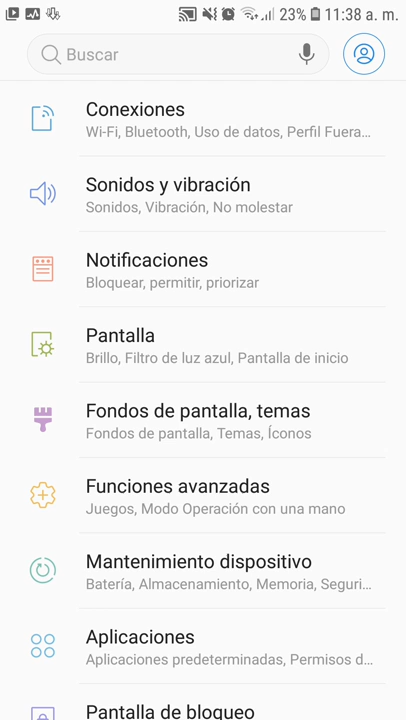 23% 11:38 a. m.
Buscar
Conexiones
Wi-Fi, Bluetooth, Uso de datos, Perfil Fuera...
Sonidos y vibración
Sonidos, Vibración, No molestar
Notificaciones
Bloquear, permitir, priorizar
Pantalla
Brillo, Filtro de luz azul, Pantalla de inicio
Fondos de pantalla, temas
Fondos de pantalla, Temas, Íconos
Funciones avanzadas
Juegos, Modo Operación con una mano
Mantenimiento dispositivo
Batería, Almacenamiento, Memoria, Seguri...
Aplicaciones
Aplicaciones predeterminadas, Permisos d...
Pantalla de bloqueo